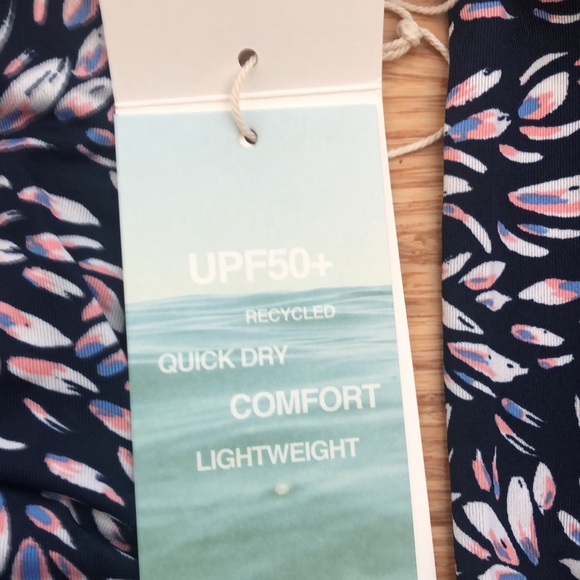 UPF50+
RECYCLED
QUICK DRY
COMFORT
LIGHTWEIGHT